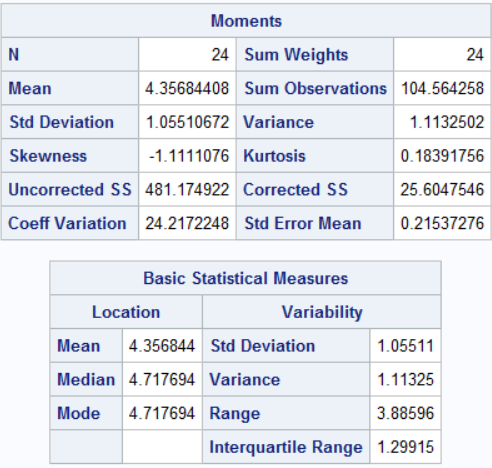 Moments
N 24 Sum Weights 24
Mean 4.35684408 Sum Observations 104.564258
Std Deviation 1.05510672 Variance 1.1132502
Skewness -1.1111076 Kurtosis 0.18391756
Uncorrected SS 481.174922 Corrected SS 25.6047546
Coeff Variation 24.2172248 Std Error Mean 0.21537276
Basic Statistical Measures
Location Variability
Mean 4.356844 Std Deviation 1.05511
Median 4.717694 Variance 1.11325
Mode 4.717694 Range 3.88596
Interquartile Range 1.29915